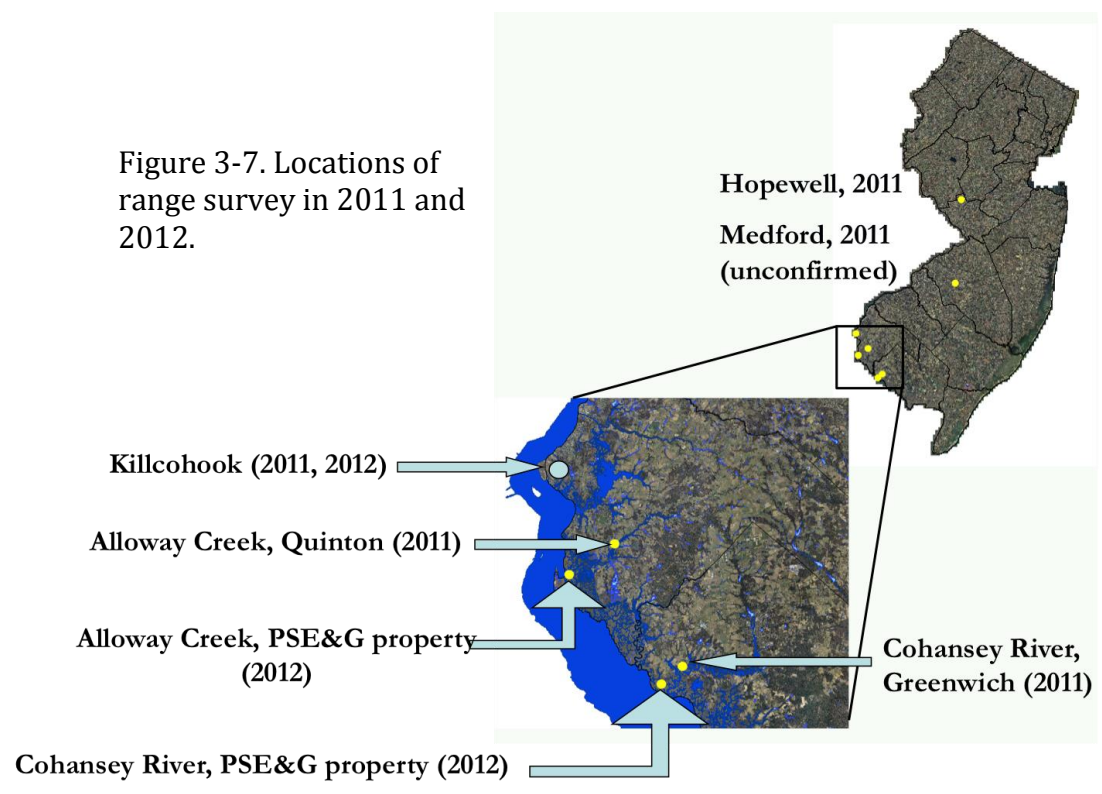 Figure 3-7. Locations of
range survey in 2011 and
2012.
Hopewell, 2011
Medford, 2011
(unconfirmed)
Killcohook (2011, 2012)
Alloway Creek, Quinton (2011)
Alloway Creek, PSE&G property
(2012)
Cohansey River,
Greenwich (2011)
Cohansey River, PSE&G property (2012)